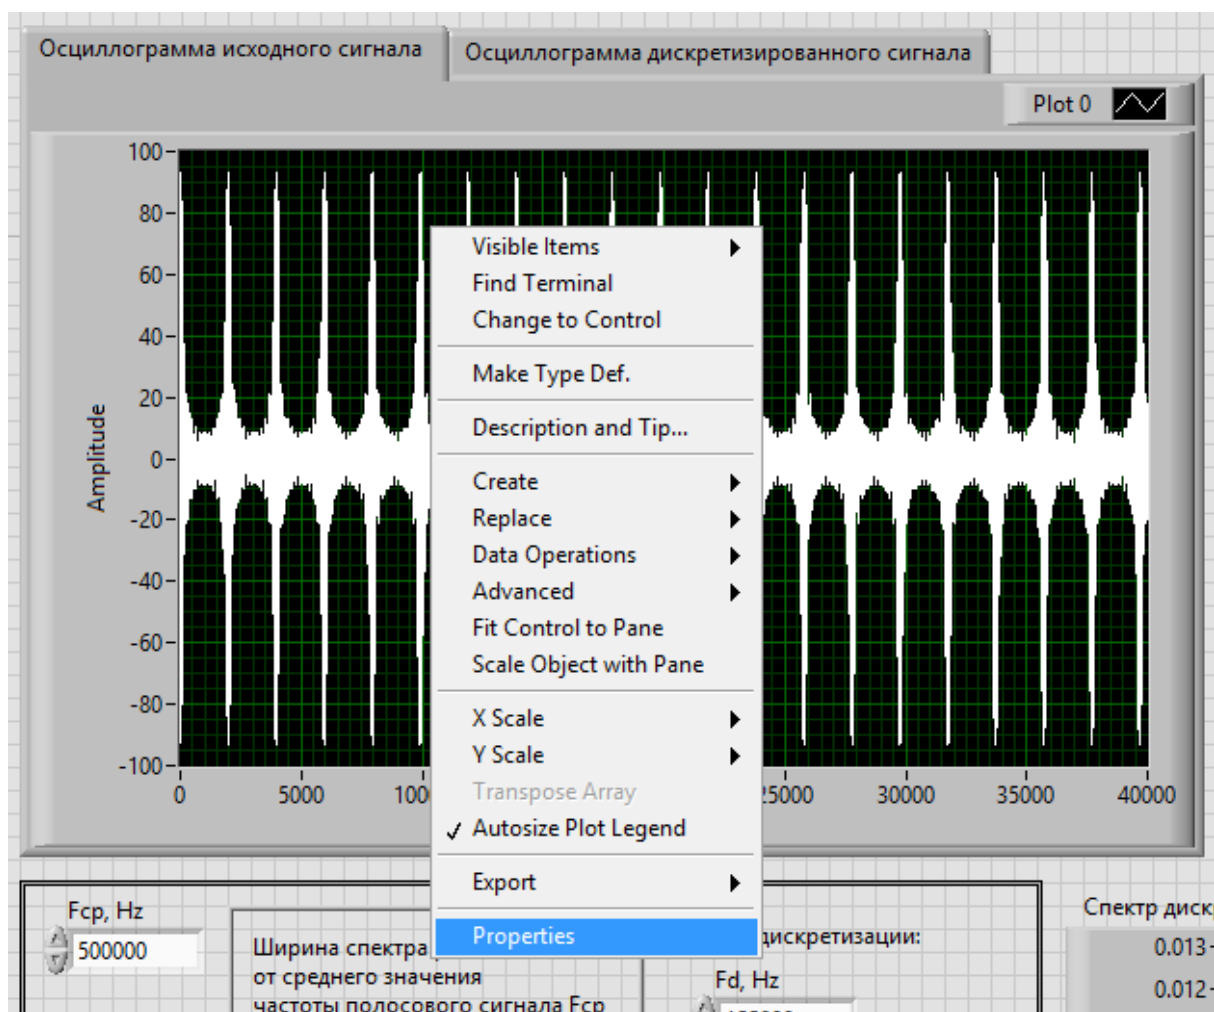 Осциллограмма исходного сигнала
Осциллограмма дискретизированного сигнала
Plot 0
100
80
60
40
20
0
-20
-40
-60
-80
-100
Amplitude
0
5000
100
25000
30000
35000
40000
Visible Items
Find Terminal
Change to Control
Make Type Def.
Description and Tip...
Create
Replace
Data Operations
Advanced
Fit Control to Pane
Scale Object with Pane
X Scale
Y Scale
Transpose Array
Autosize Plot Legend
Export
Properties
Fcp, Hz
500000
Ширина спектра
от среднего значения
частоты полосового сигнала Fcp
дискретизации:
Fd, Hz
Спектр диск
0.013
0.012